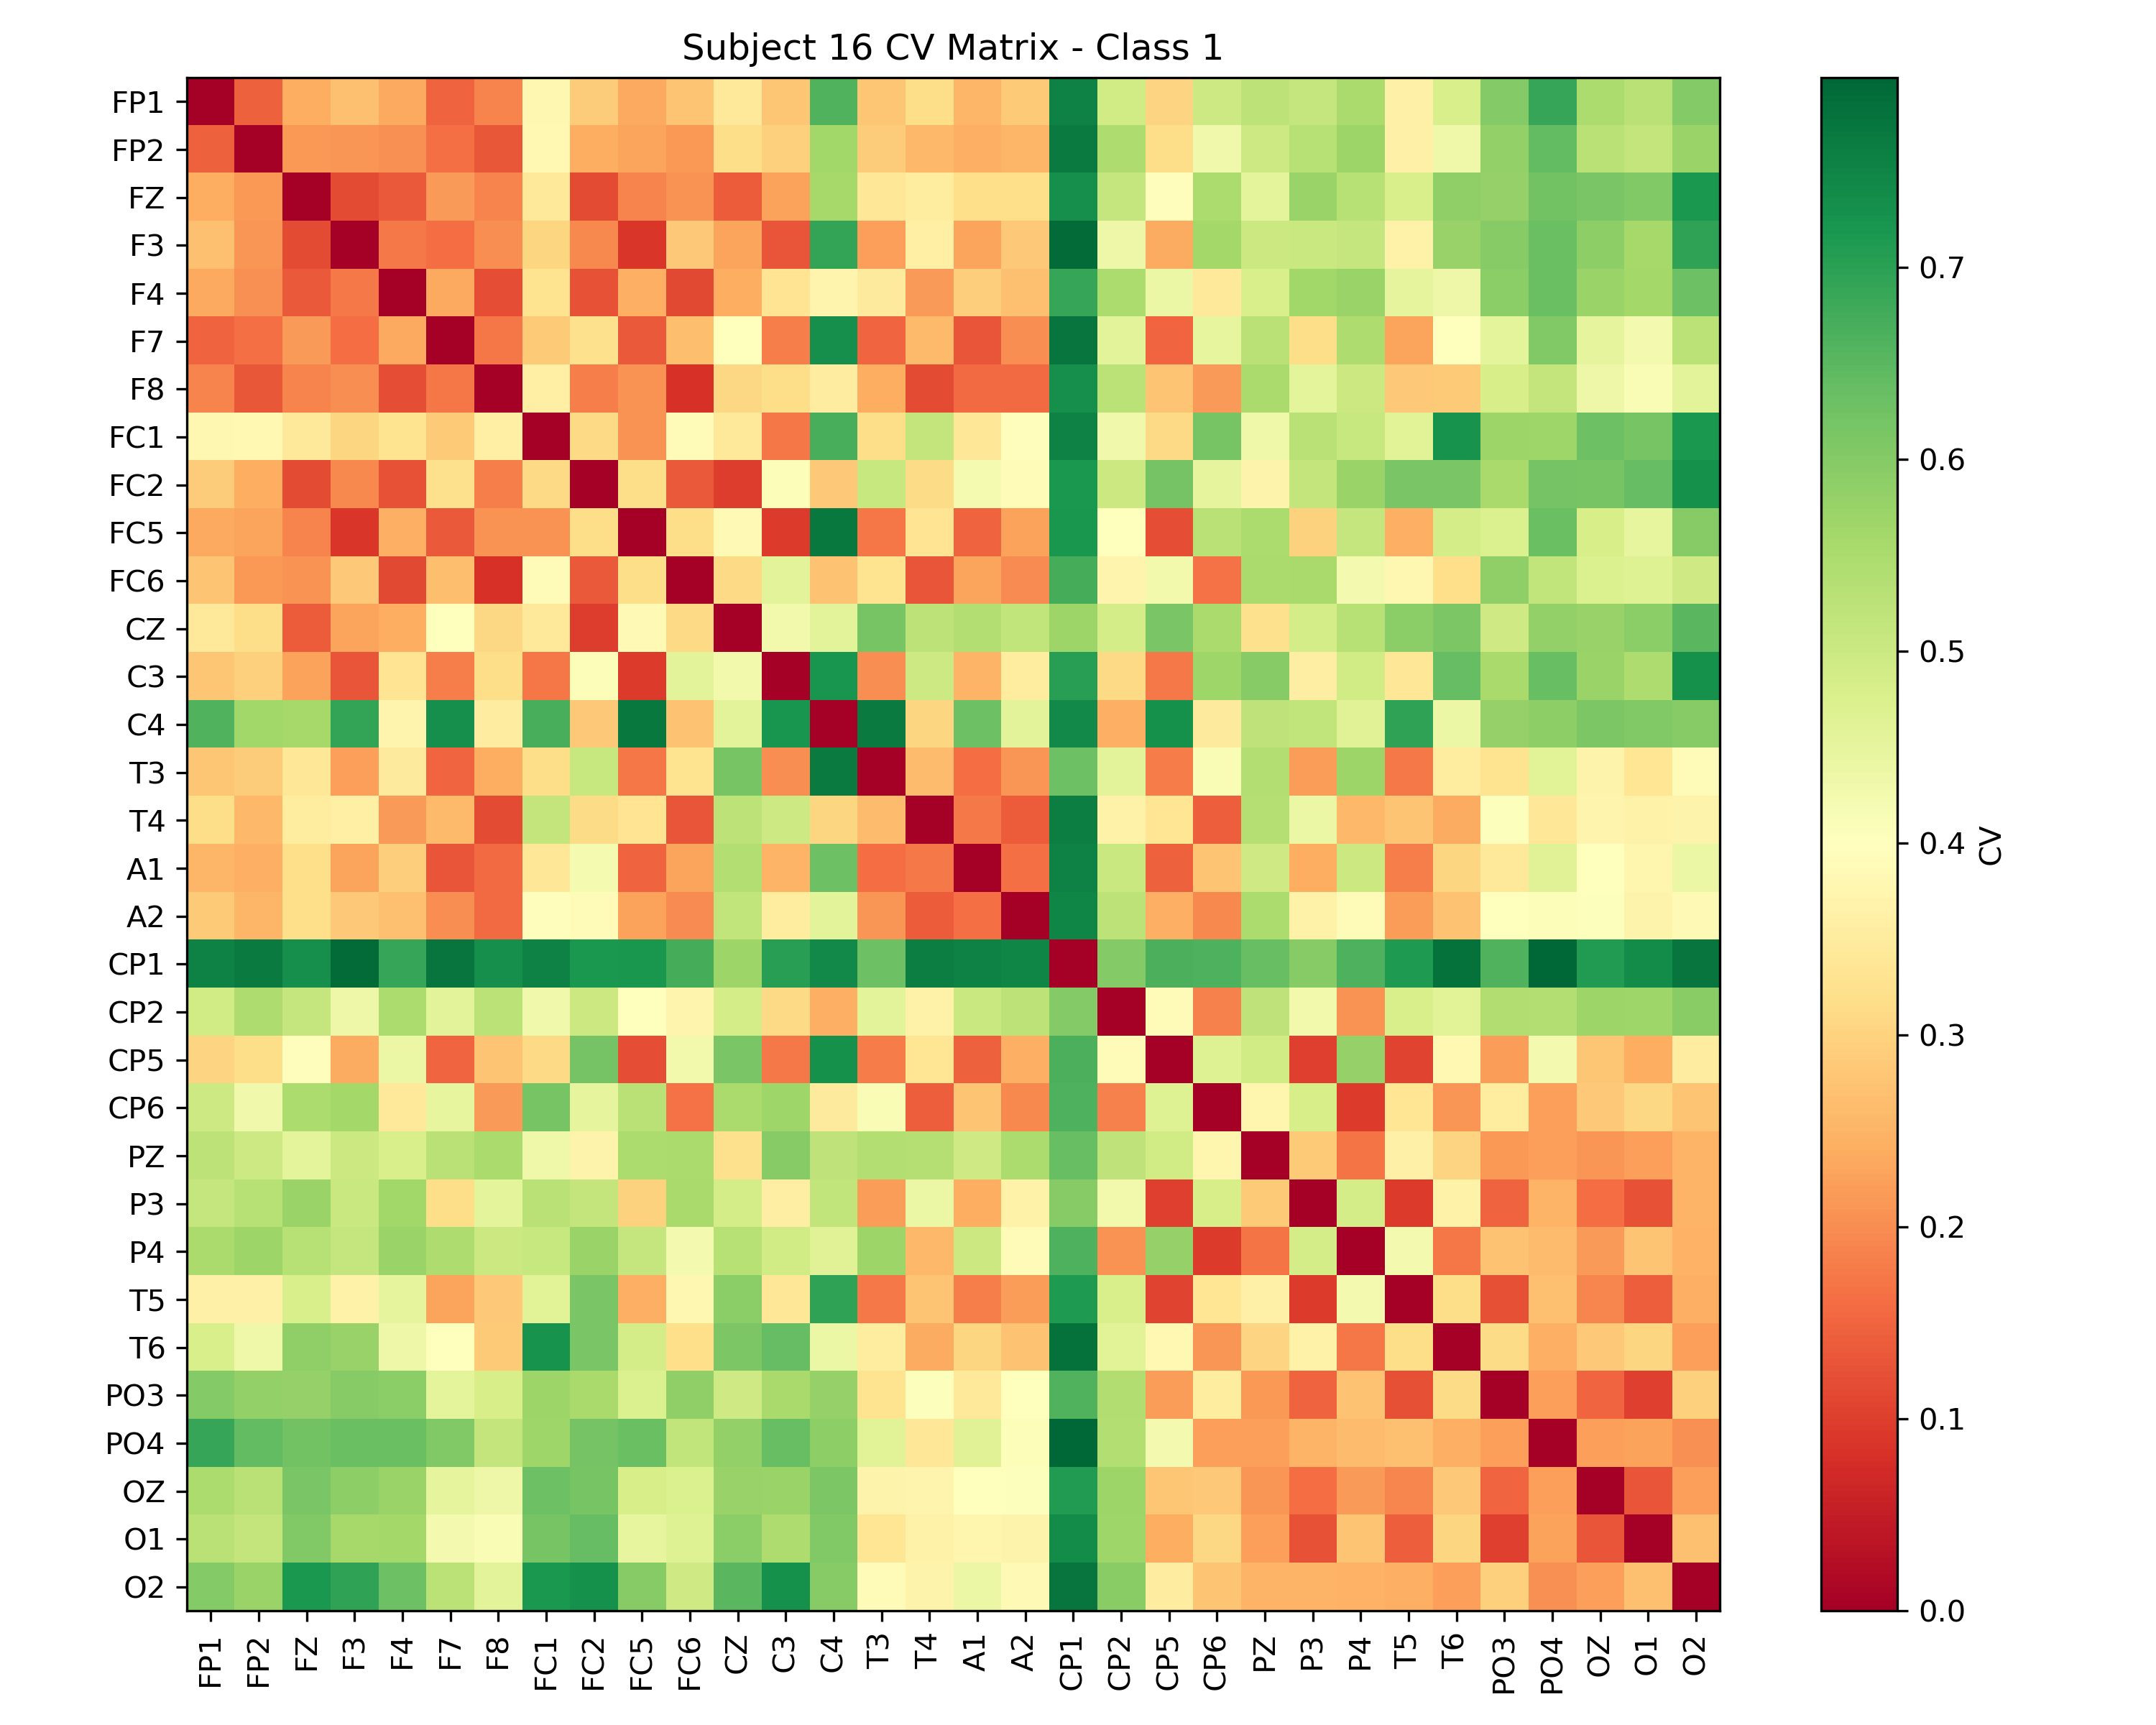 Subject 16 CV Matrix - Class 1
FP1
FP2
FZ
F3
F4
F7
F8
FC1
FC2
FC5
FC6
CZ
C3
C4
T3
T4
A1
A2
CP1
CP2
CP5
CP6
PZ
P3
P4
T5
T6
PO3
PO4
OZ
O1
O2
FP1 FP2 FZ F3 F4 F7 F8 FC1 FC2 FC5 FC6 CZ C3 C4 T3 T4 A1 A2 CP1 CP2 CP5 CP6 PZ P3 P4 T5 T6 PO3 PO4 OZ O1 O2
0.7
0.6
0.5
0.4
0.3
0.2
0.1
0.0
CV